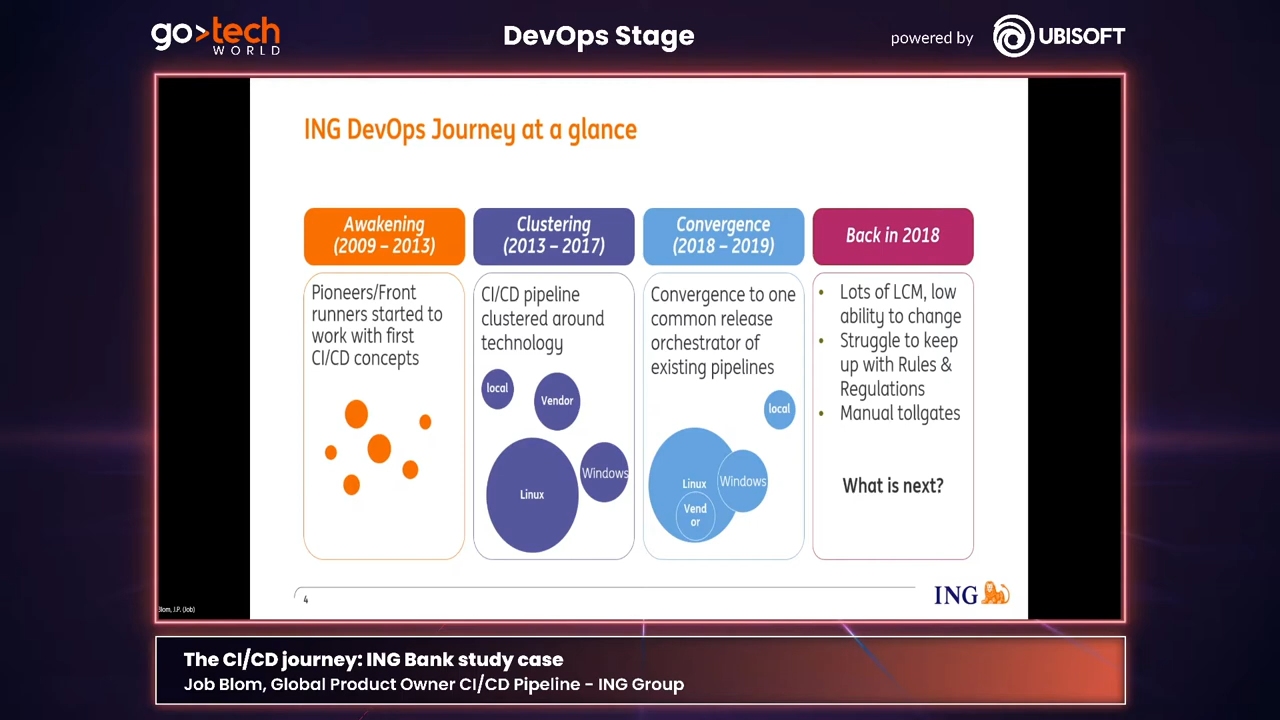 go>tech
WORLD
DevOps Stage
powered by
UBISOFT
ING DevOps Journey at a glance
Awakening
(2009 – 2013)
Pioneers/Front
runners started to
work with first
CI/CD concepts
Clustering
(2013 – 2017)
CI/CD pipeline
clustered around
technology
local
Vendor
Linux
Windows
Convergence
(2018 – 2019)
Convergence to one
common release
orchestrator of
existing pipelines
local
Linux
Windows
Vend
or
Back in 2018
• Lots of LCM, low
ability to change
• Struggle to keep
up with Rules &
Regulations
• Manual tollgates
What is next?
4
ING
Blom, J.P. (Job)
The CI/CD journey: ING Bank study case
Job Blom, Global Product Owner CI/CD Pipeline – ING Group